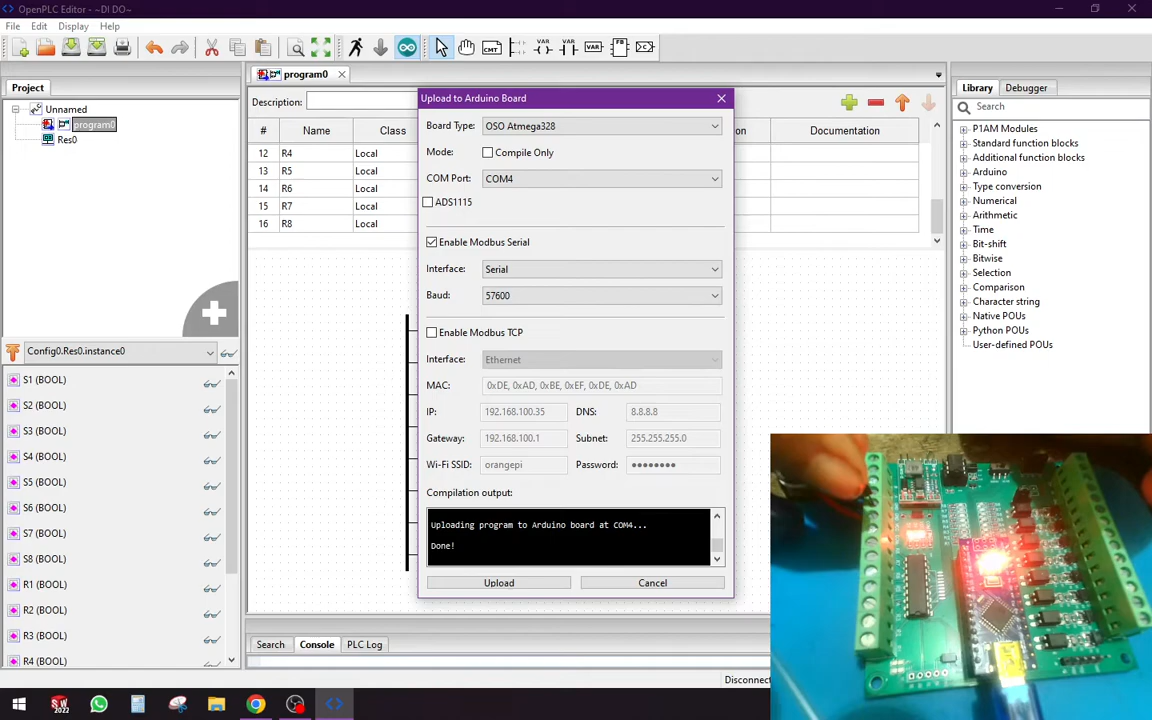 OpenPLC Editor - ~DI DO~
File Edit Display Help
Project
Unnamed
program0
Res0
Config0.Res0.instance0
S1 (BOOL)
S2 (BOOL)
S3 (BOOL)
S4 (BOOL)
S5 (BOOL)
S6 (BOOL)
S7 (BOOL)
S8 (BOOL)
R1 (BOOL)
R2 (BOOL)
R3 (BOOL)
R4 (BOOL)
CMT
VAR
VAR
VAR
FB
program0
Description:
# Name Class Documentation
12 R4 Local
13 R5 Local
14 R6 Local
15 R7 Local
16 R8 Local
Upload to Arduino Board
Board Type: OSO Atmega328
Mode: Compile Only
COM Port: COM4
ADS1115
Enable Modbus Serial
Interface: Serial
Baud: 57600
Enable Modbus TCP
Interface: Ethernet
MAC: 0xDE, 0xAD, 0xBE, 0xEF, 0xDE, 0xAD
IP: 192.168.100.35 DNS: 8.8.8.8
Gateway: 192.168.100.1 Subnet: 255.255.255.0
Wi-Fi SSID: orangepi Password: ●●●●●●●●
Compilation output:
Uploading program to Arduino board at COM4...
Done!
Upload Cancel
Search Console PLC Log
Library Debugger
Search
P1AM Modules
Standard function blocks
Additional function blocks
Arduino
Type conversion
Numerical
Arithmetic
Time
Bit-shift
Bitwise
Selection
Comparison
Character string
Native POUs
Python POUs
User-defined POUs
2022